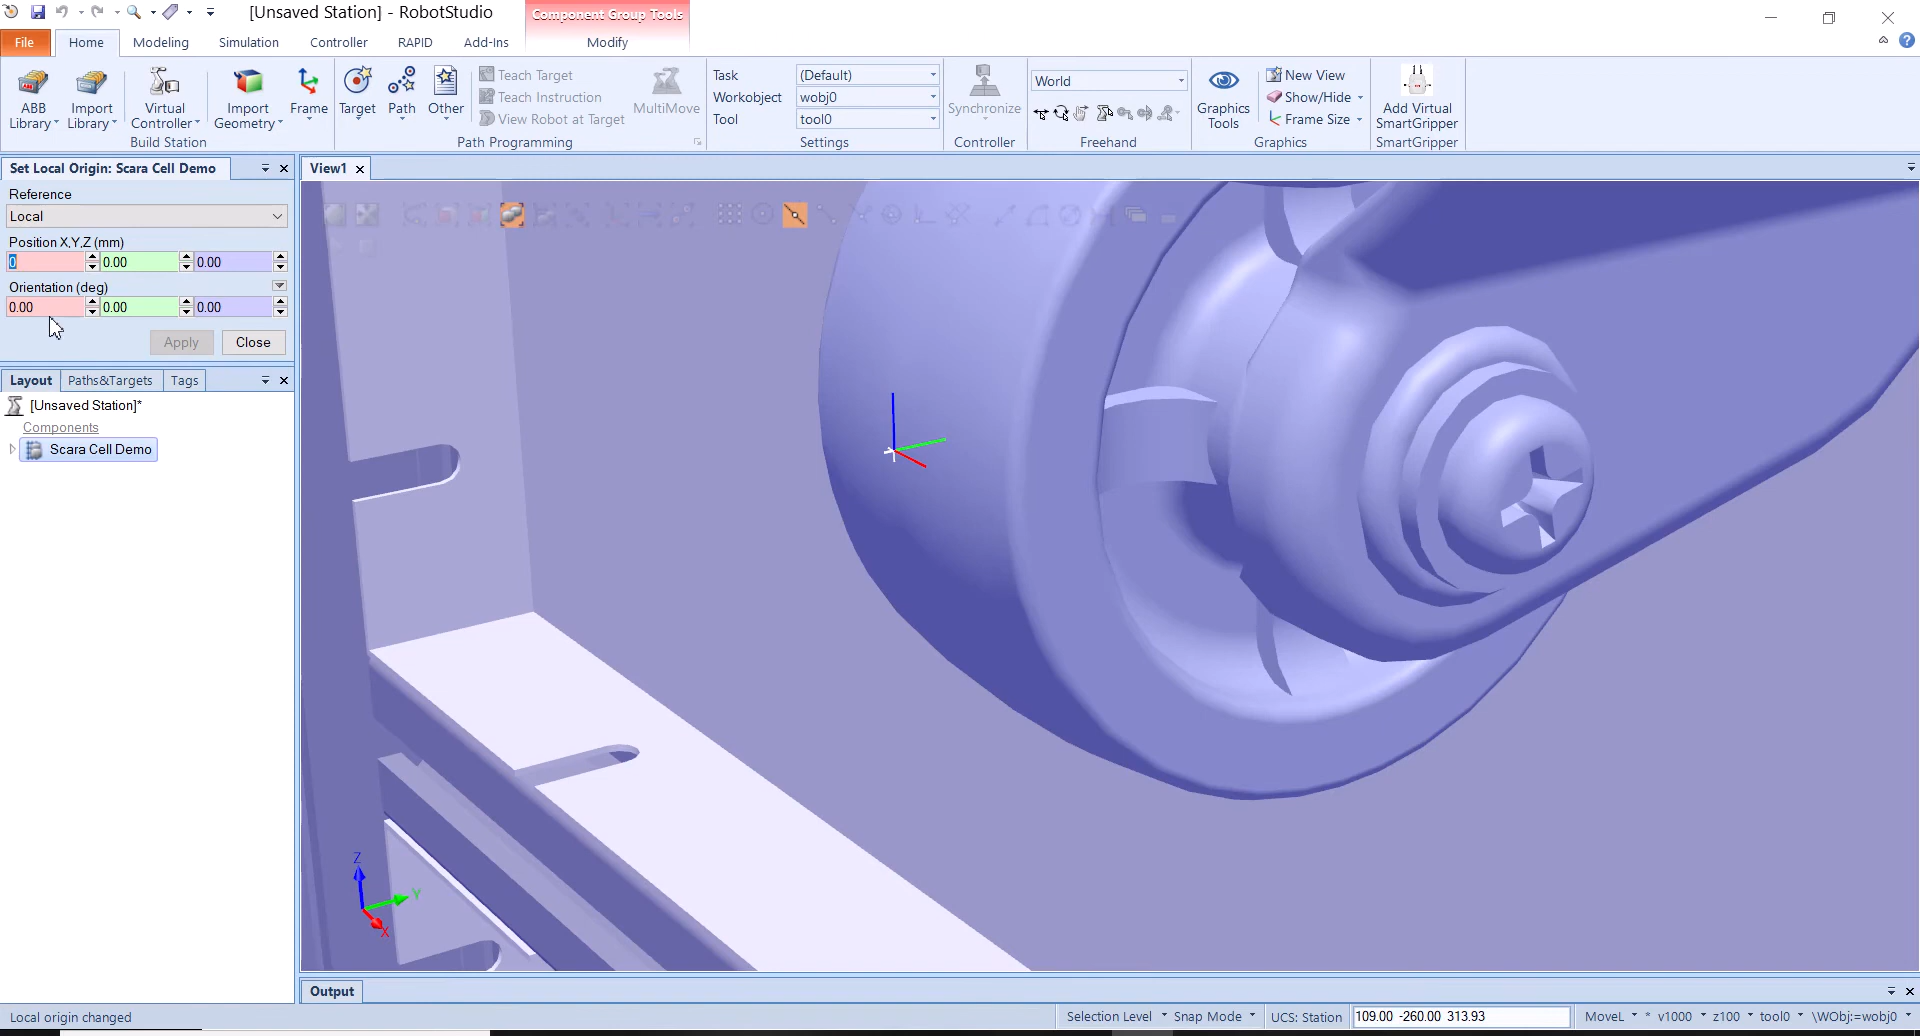 [Unsaved Station] - RobotStudio
Component Group Tools
File Home Modeling Simulation Controller RAPID Add-Ins Modify
ABB Library
Import Library
Virtual Controller
Build Station
Import Geometry
Frame
Target
Path
Other
Teach Target
Teach Instruction
View Robot at Target
MultiMove
Path Programming
Task (Default)
Workobject wobj0
Tool tool0
Settings
Synchronize
Controller
World
Freehand
Graphics Tools
New View
Show/Hide
Frame Size
Graphics
Add Virtual SmartGripper
SmartGripper
Set Local Origin: Scara Cell Demo
Reference
Local
Position X,Y,Z (mm)
0 0.00 0.00
Orientation (deg)
0.00 0.00 0.00
Apply Close
Layout Paths&Targets Tags
[Unsaved Station]*
Components
Scara Cell Demo
View1
Z
Y
X
Output
Local origin changed
Selection Level Snap Mode UCS: Station 109.00 -260.00 313.93 MoveL * v1000 z100 tool0 \WObj:=wobj0